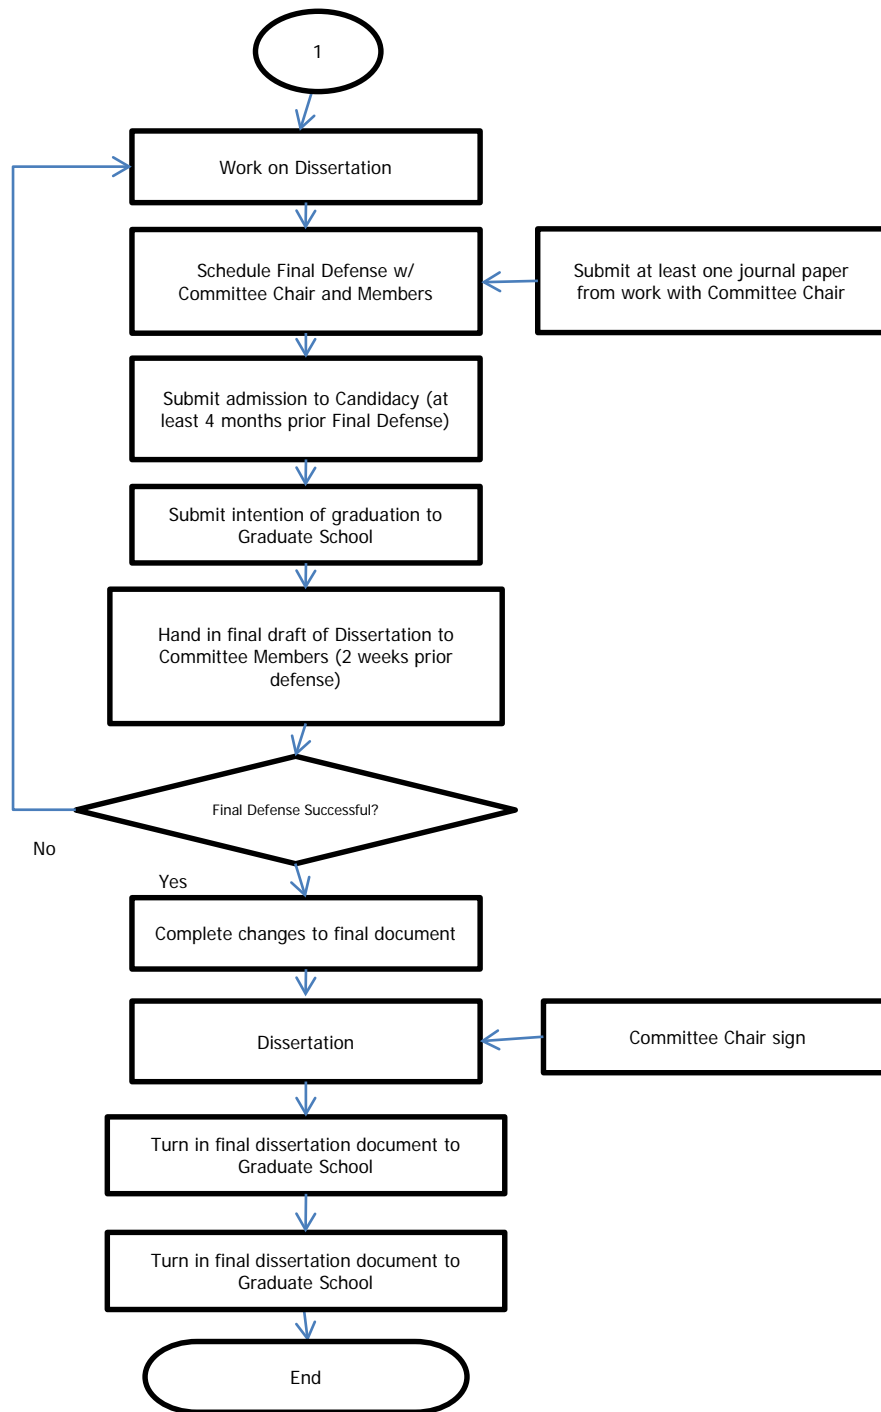 1
Work on Dissertation
Schedule Final Defense w/
Committee Chair and Members
Submit at least one journal paper
from work with Committee Chair
Submit admission to Candidacy (at
least 4 months prior Final Defense)
Submit intention of graduation to
Graduate School
Hand in final draft of Dissertation to
Committee Members (2 weeks prior
defense)
Final Defense Successful?
No
Yes
Complete changes to final document
Dissertation
Committee Chair sign
Turn in final dissertation document to
Graduate School
Turn in final dissertation document to
Graduate School
End